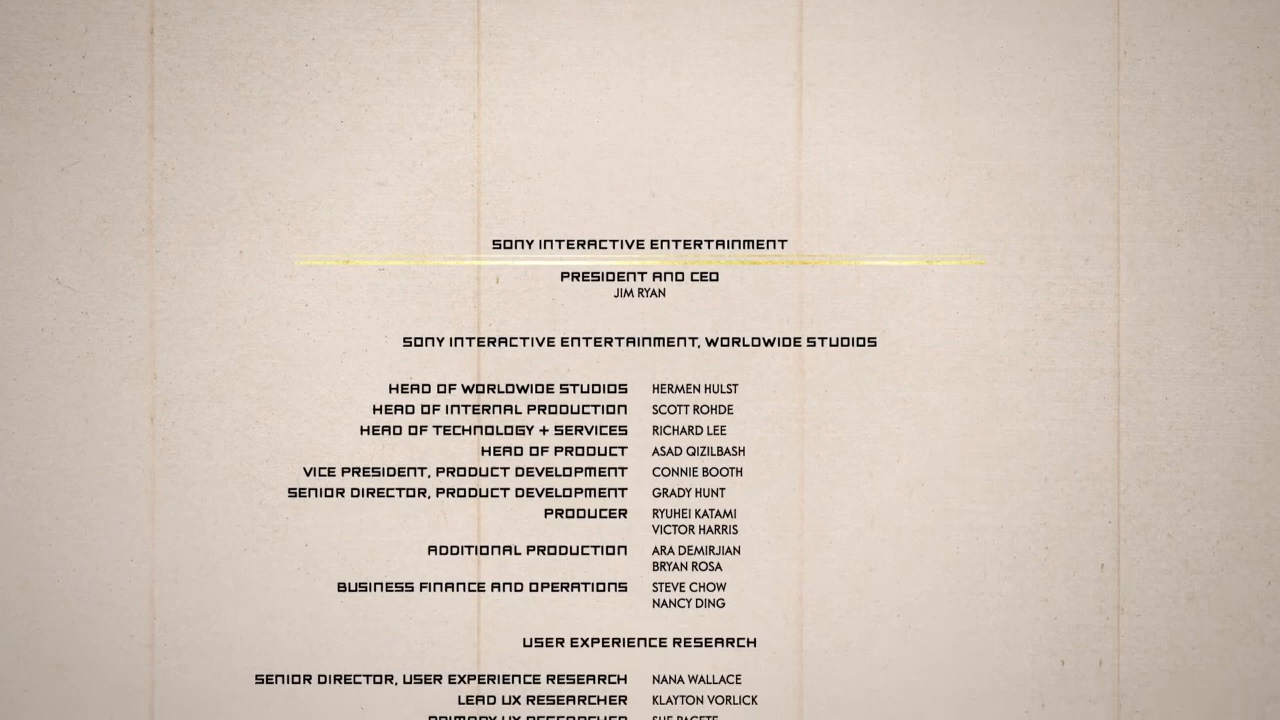 SONY INTERACTIVE ENTERTAINMENT
PRESIDENT AND CEO
JIM RYAN
SONY INTERACTIVE ENTERTAINMENT, WORLDWIDE STUDIOS
HEAD OF WORLDWIDE STUDIOS HERMEN HULST
HEAD OF INTERNAL PRODUCTION SCOTT ROHDE
HEAD OF TECHNOLOGY + SERVICES RICHARD LEE
HEAD OF PRODUCT ASAD QIZILBASH
VICE PRESIDENT, PRODUCT DEVELOPMENT CONNIE BOOTH
SENIOR DIRECTOR, PRODUCT DEVELOPMENT GRADY HUNT
PRODUCER RYUHEI KATAMI
VICTOR HARRIS
ADDITIONAL PRODUCTION ARA DEMIRJIAN
BRYAN ROSA
BUSINESS FINANCE AND OPERATIONS STEVE CHOW
NANCY DING
USER EXPERIENCE RESEARCH
SENIOR DIRECTOR, USER EXPERIENCE RESEARCH NANA WALLACE
LEAD UX RESEARCHER KLAYTON VORLICK
PRIMARY UX RESEARCHER